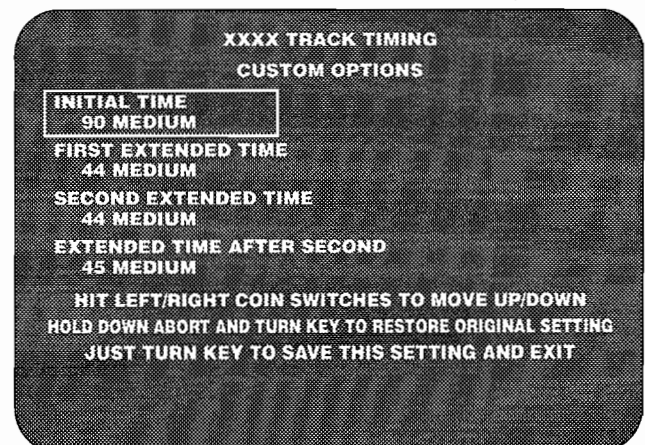 XXXX TRACK TIMING
CUSTOM OPTIONS
INITIAL TIME
90 MEDIUM
FIRST EXTENDED TIME
44 MEDIUM
SECOND EXTENDED TIME
44 MEDIUM
EXTENDED TIME AFTER SECOND
45 MEDIUM
HIT LEFT/RIGHT COIN SWITCHES TO MOVE UP/DOWN
HOLD DOWN ABORT AND TURN KEY TO RESTORE ORIGINAL SETTING
JUST TURN KEY TO SAVE THIS SETTING AND EXIT